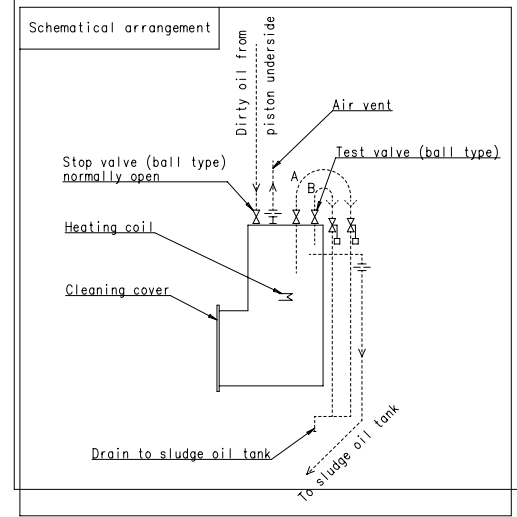 Schematical arrangement
Dirty oil from
piston underside
Air vent
Stop valve (ball type)
normally open
A
B
Test valve (ball type)
Heating coil
Cleaning cover
Drain to sludge oil tank
To sludge oil tank